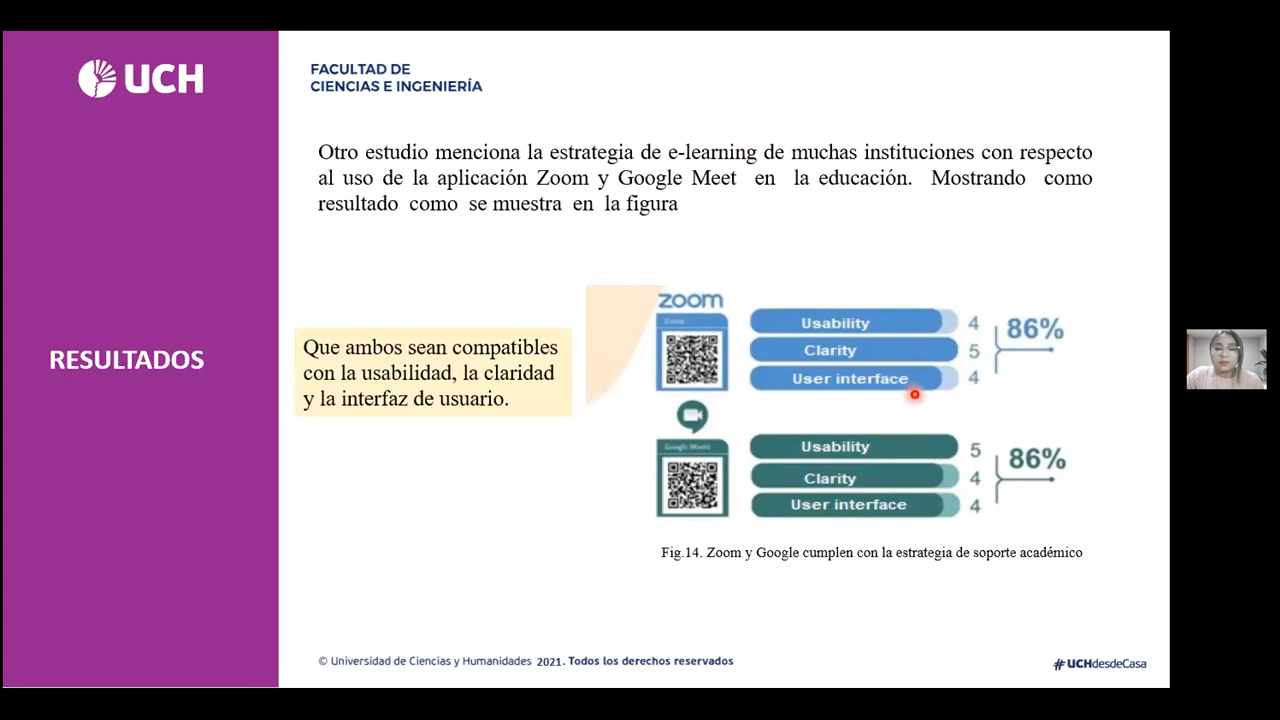 UCH
FACULTAD DE
CIENCIAS E INGENIERÍA
Otro estudio menciona la estrategia de e-learning de muchas instituciones con respecto
al uso de la aplicación Zoom y Google Meet en la educación. Mostrando como
resultado como se muestra en la figura
RESULTADOS
Que ambos sean compatibles
con la usabilidad, la claridad
y la interfaz de usuario.
zoom
Zoom
Usability 4
Clarity 5
User interface 4
86%
Google Meets
Usability 5
Clarity 4
User interface 4
86%
Fig.14. Zoom y Google cumplen con la estrategia de soporte académico
© Universidad de Ciencias y Humanidades 2021. Todos los derechos reservados
#UCHdesdeCasa